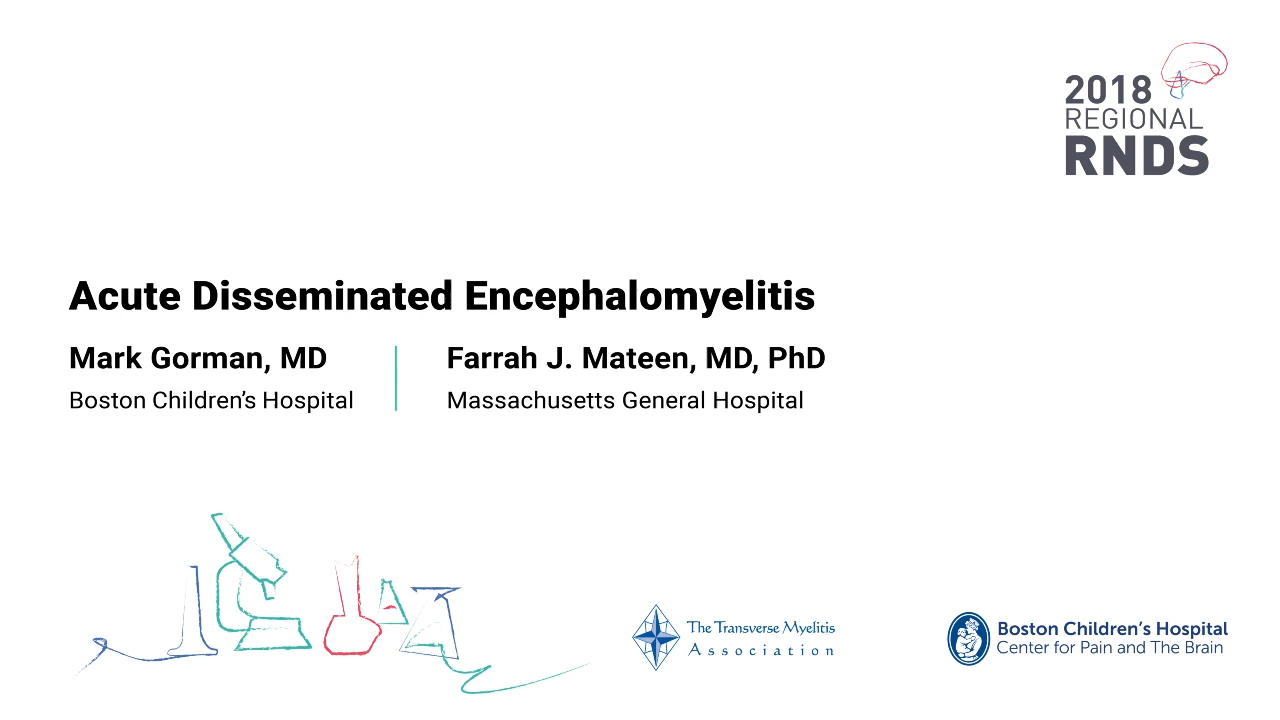 2018
REGIONAL
RNDS
Acute Disseminated Encephalomyelitis
Mark Gorman, MD
Boston Children's Hospital
Farrah J. Mateen, MD, PhD
Massachusetts General Hospital
The Transverse Myelitis
Association
Boston Children's Hospital
Center for Pain and The Brain